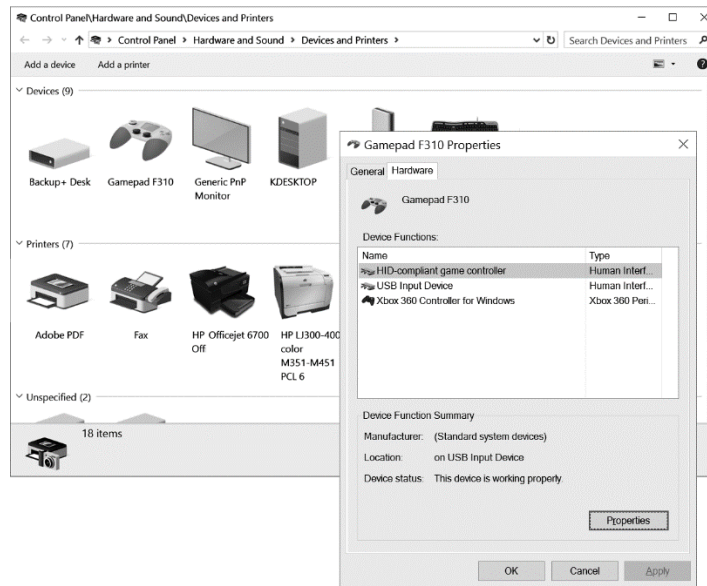 Control Panel\Hardware and Sound\Devices and Printers
Control Panel > Hardware and Sound > Devices and Printers >
Search Devices and Printers
Add a device Add a printer
Devices (9)
Backup+ Desk
Gamepad F310
Generic PnP
Monitor
KDESKTOP
Printers (7)
Adobe PDF
Fax
HP Officejet 6700
Off
HP LJ300-400
color
M351-M451
PCL 6
Unspecified (2)
18 items
Gamepad F310 Properties
General Hardware
Gamepad F310
Device Functions:
Name Type
HID-compliant game controller Human Interf...
USB Input Device Human Interf...
Xbox 360 Controller for Windows Xbox 360 Peri...
Device Function Summary
Manufacturer: (Standard system devices)
Location: on USB Input Device
Device status: This device is working properly.
Properties
OK Cancel Apply